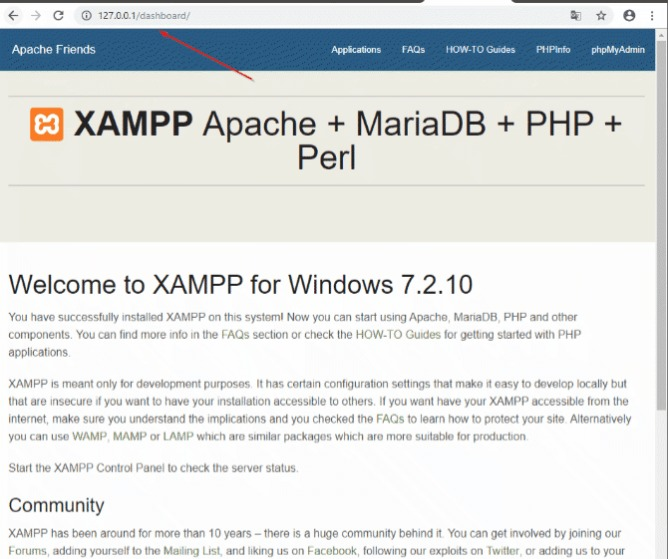 127.0.0.1/dashboard/
Apache Friends Applications FAQs HOW-TO Guides PHPInfo phpMyAdmin
XAMPP Apache + MariaDB + PHP +
Perl
Welcome to XAMPP for Windows 7.2.10
You have successfully installed XAMPP on this system! Now you can start using Apache, MariaDB, PHP and other
components. You can find more info in the FAQs section or check the HOW-TO Guides for getting started with PHP
applications.
XAMPP is meant only for development purposes. It has certain configuration settings that make it easy to develop locally but
that are insecure if you want to have your installation accessible to others. If you want have your XAMPP accessible from the
internet, make sure you understand the implications and you checked the FAQs to learn how to protect your site. Alternatively
you can use WAMP, MAMP or LAMP which are similar packages which are more suitable for production.
Start the XAMPP Control Panel to check the server status.
Community
XAMPP has been around for more than 10 years – there is a huge community behind it. You can get involved by joining our
Forums, adding yourself to the Mailing List, and liking us on Facebook, following our exploits on Twitter, or adding us to your